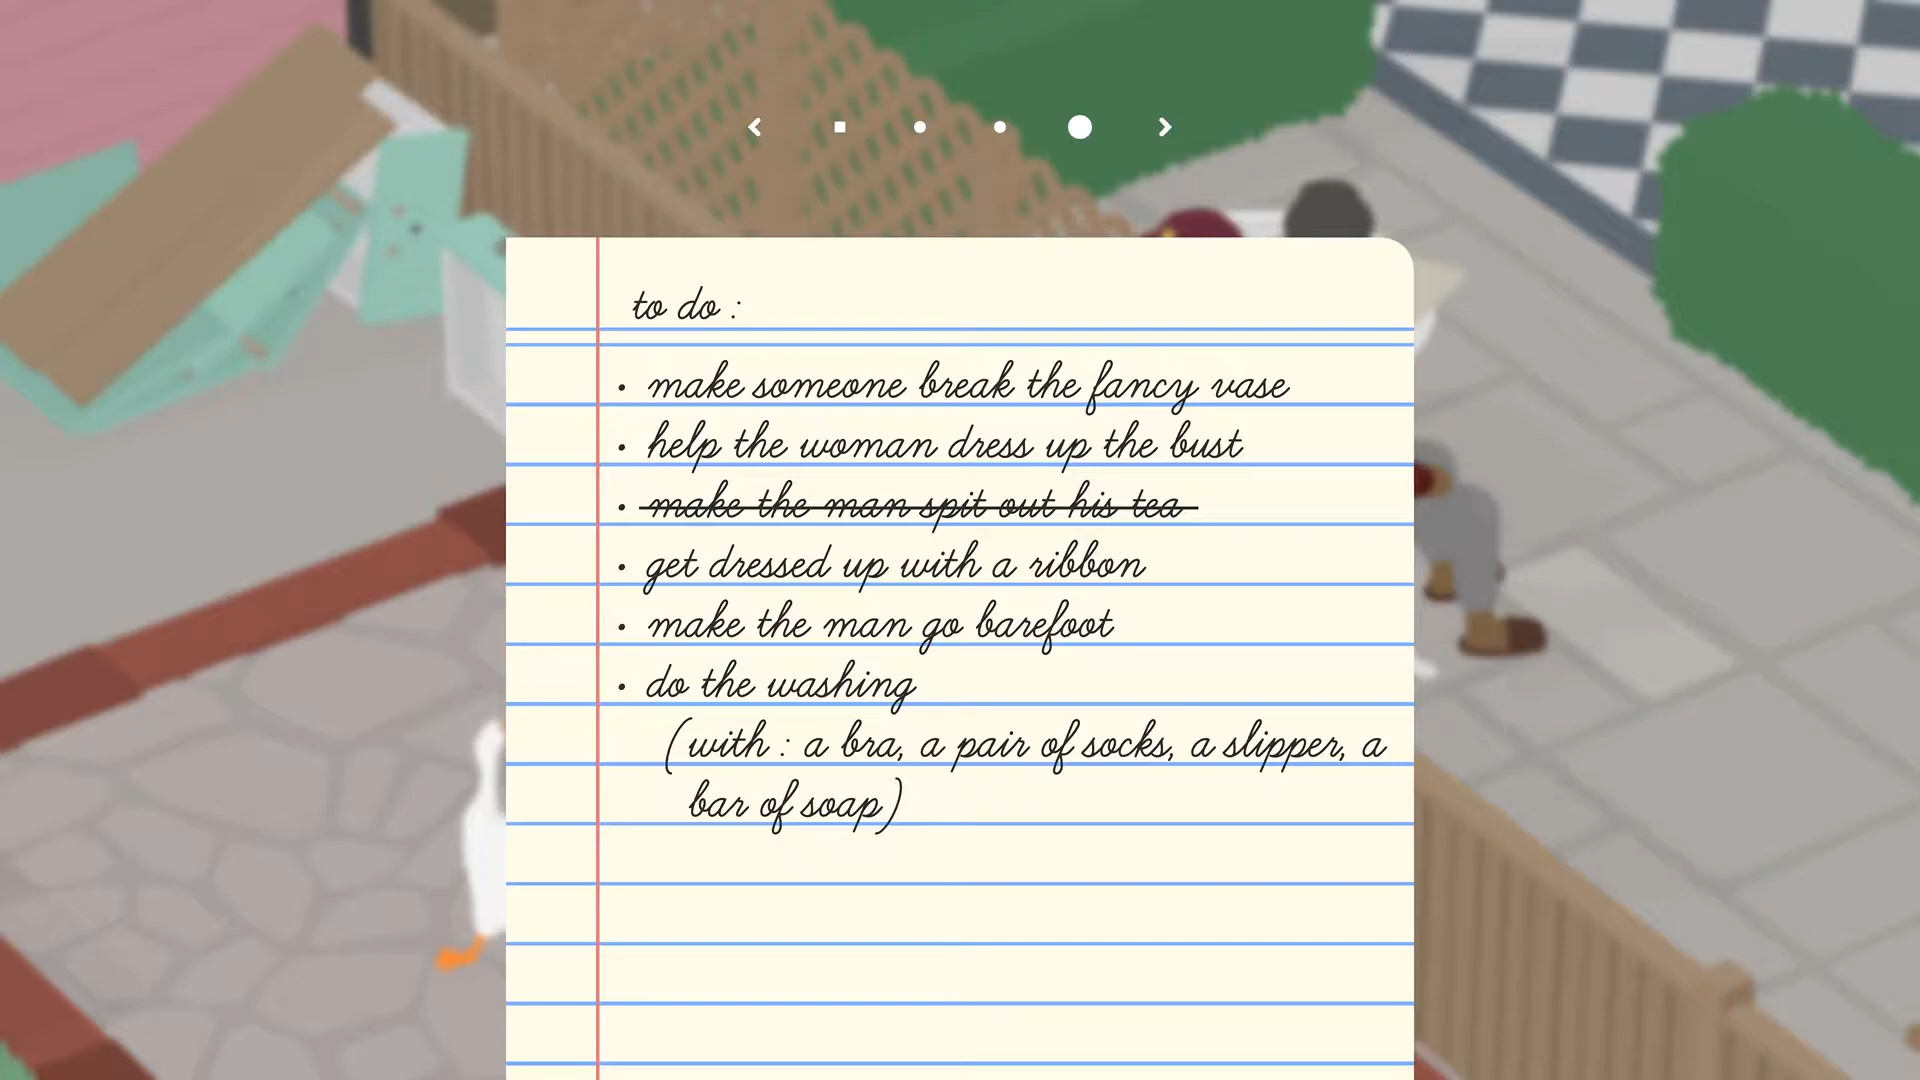 to do :
• make someone break the fancy vase
• help the woman dress up the bust
• make the man spit out his tea
• get dressed up with a ribbon
• make the man go barefoot
• do the washing
(with : a bra, a pair of socks, a slipper, a
bar of soap)